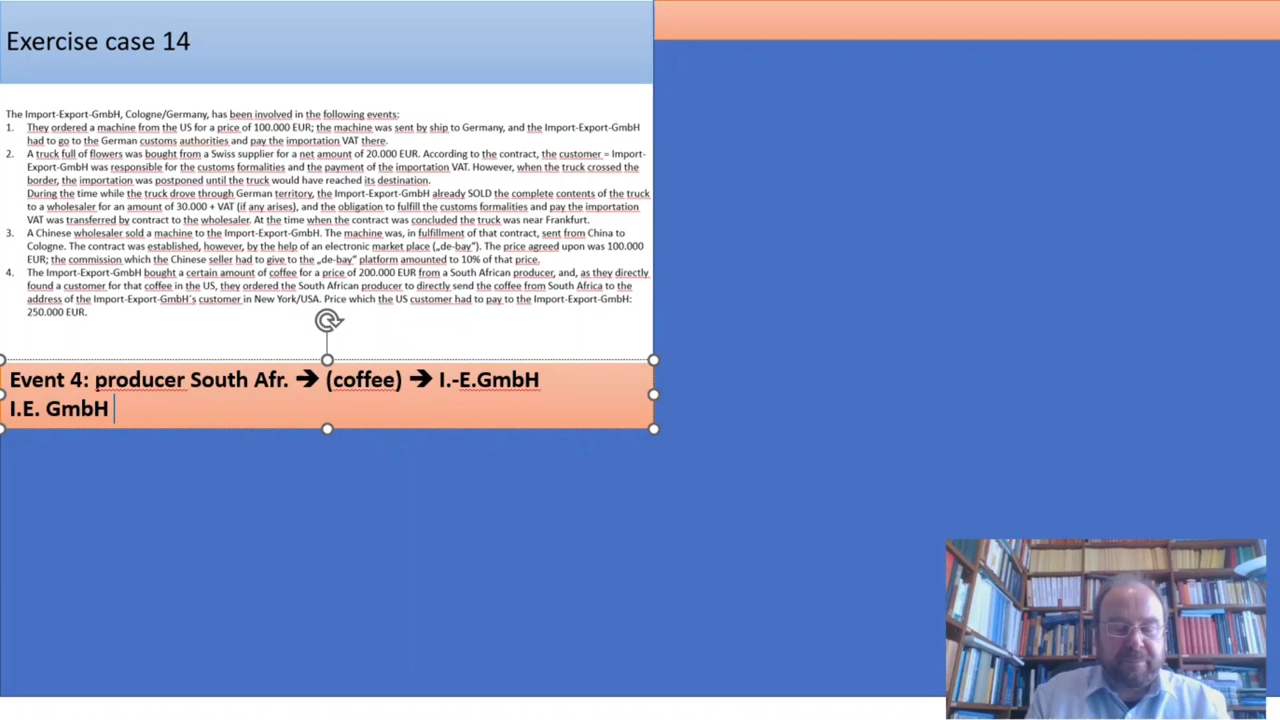 Exercise case 14
The Import-Export-GmbH, Cologne/Germany, has been involved in the following events:
1. They ordered a machine from the US for a price of 100.000 EUR; the machine was sent by ship to Germany, and the Import-Export-GmbH
had to go to the German customs authorities and pay the importation VAT there.
2. A truck full of flowers was bought from a Swiss supplier for a net amount of 20.000 EUR. According to the contract, the customer = Import-
Export-GmbH was responsible for the customs formalities and the payment of the importation VAT. However, when the truck crossed the
border, the importation was postponed until the truck would have reached its destination.
During the time while the truck drove through German territory, the Import-Export-GmbH already SOLD the complete contents of the truck
to a wholesaler for an amount of 30.000 + VAT (if any arises), and the obligation to fulfill the customs formalities and pay the importation
VAT was transferred by contract to the wholesaler. At the time when the contract was concluded the truck was near Frankfurt.
3. A Chinese wholesaler sold a machine to the Import-Export-GmbH. The machine was, in fulfillment of that contract, sent from China to
Cologne. The contract was established, however, by the help of an electronic market place („de-bay“). The price agreed upon was 100.000
EUR; the commission which the Chinese seller had to give to the „de-bay“ platform amounted to 10% of that price.
4. The Import-Export-GmbH bought a certain amount of coffee for a price of 200.000 EUR from a South African producer, and, as they directly
found a customer for that coffee in the US, they ordered the South African producer to directly send the coffee from South Africa to the
address of the Import-Export-GmbH´s customer in New York/USA. Price which the US customer had to pay to the Import-Export-GmbH:
250.000 EUR.
Event 4: producer South Afr. ➔ (coffee) ➔ I.-E.GmbH
I.E. GmbH